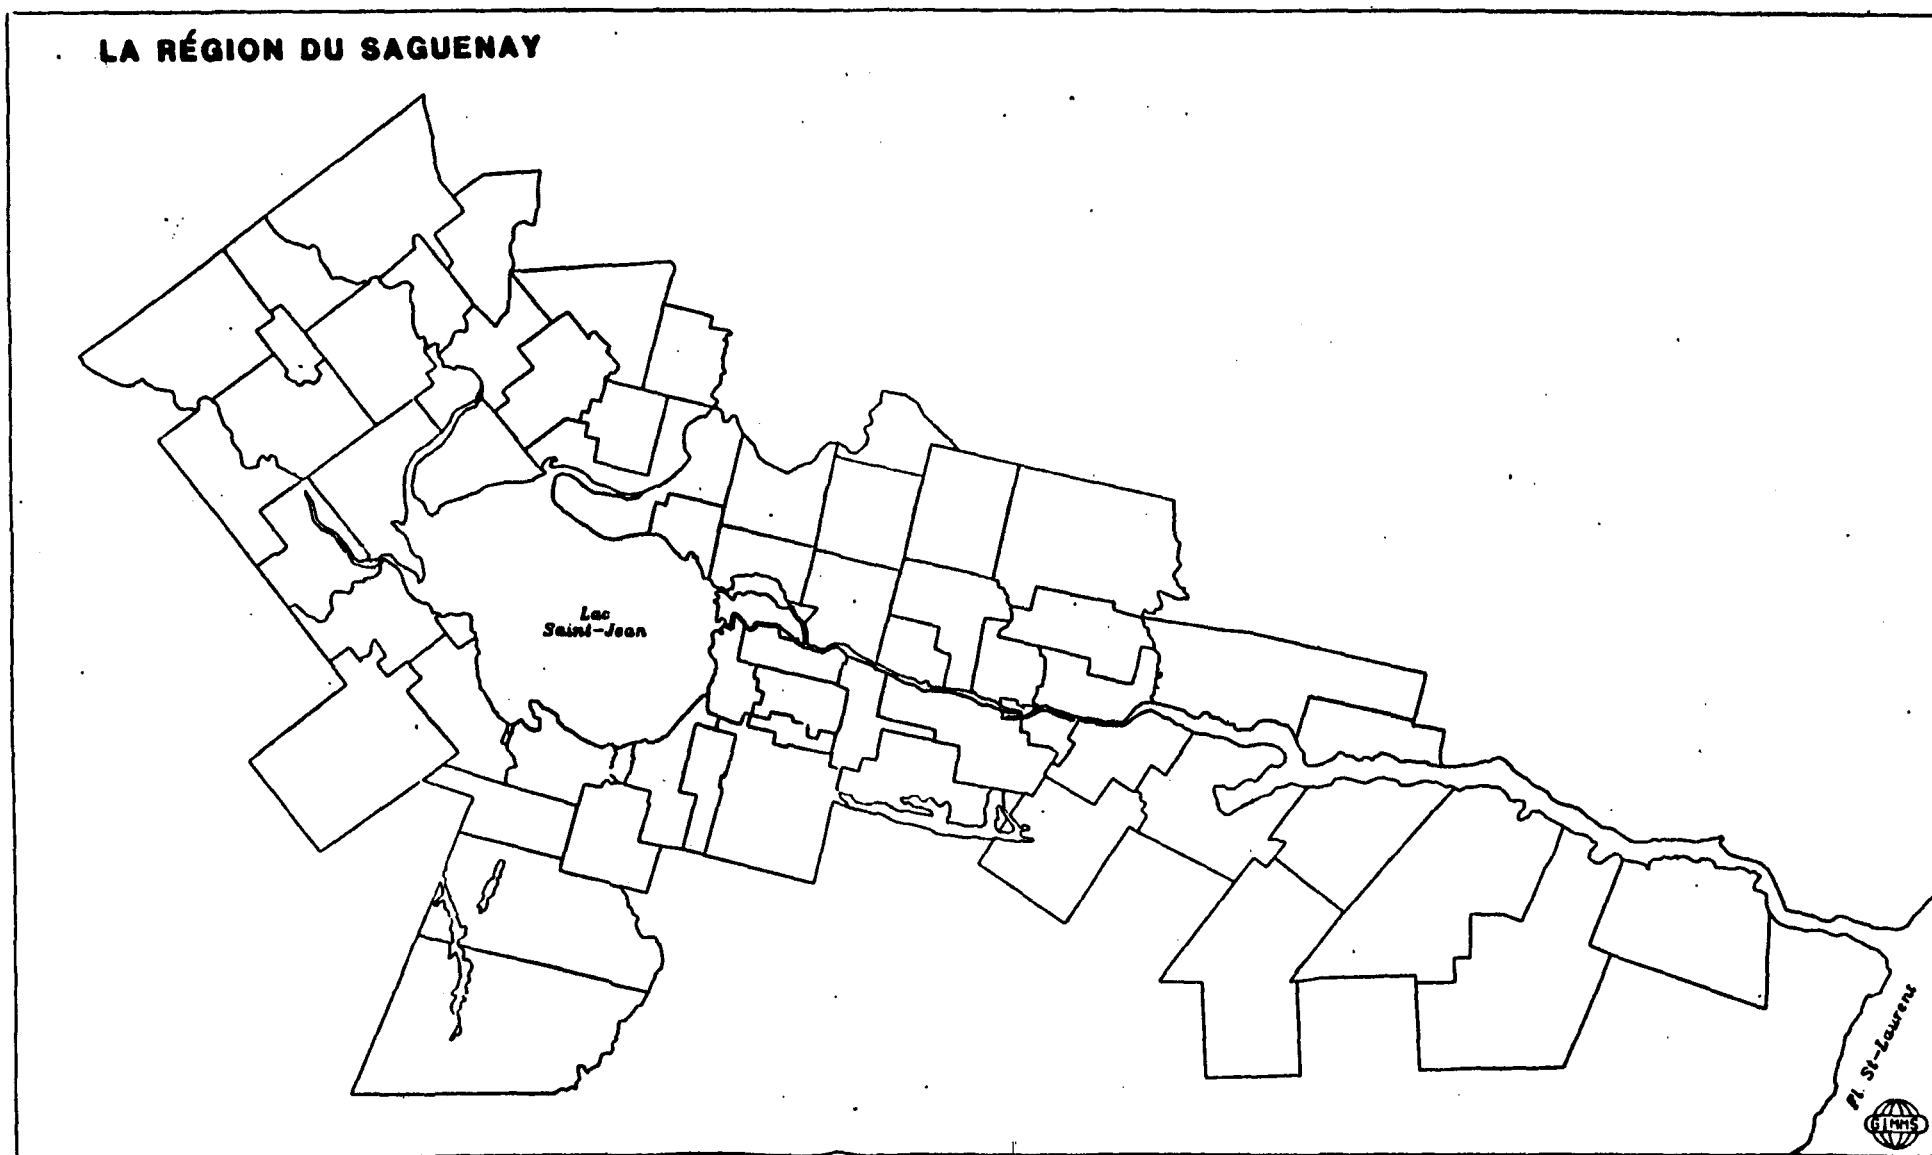 LA RÉGION DU SAGUENAY
Lac
Saint-Jean
Fl. St-Laurent
GIMMS